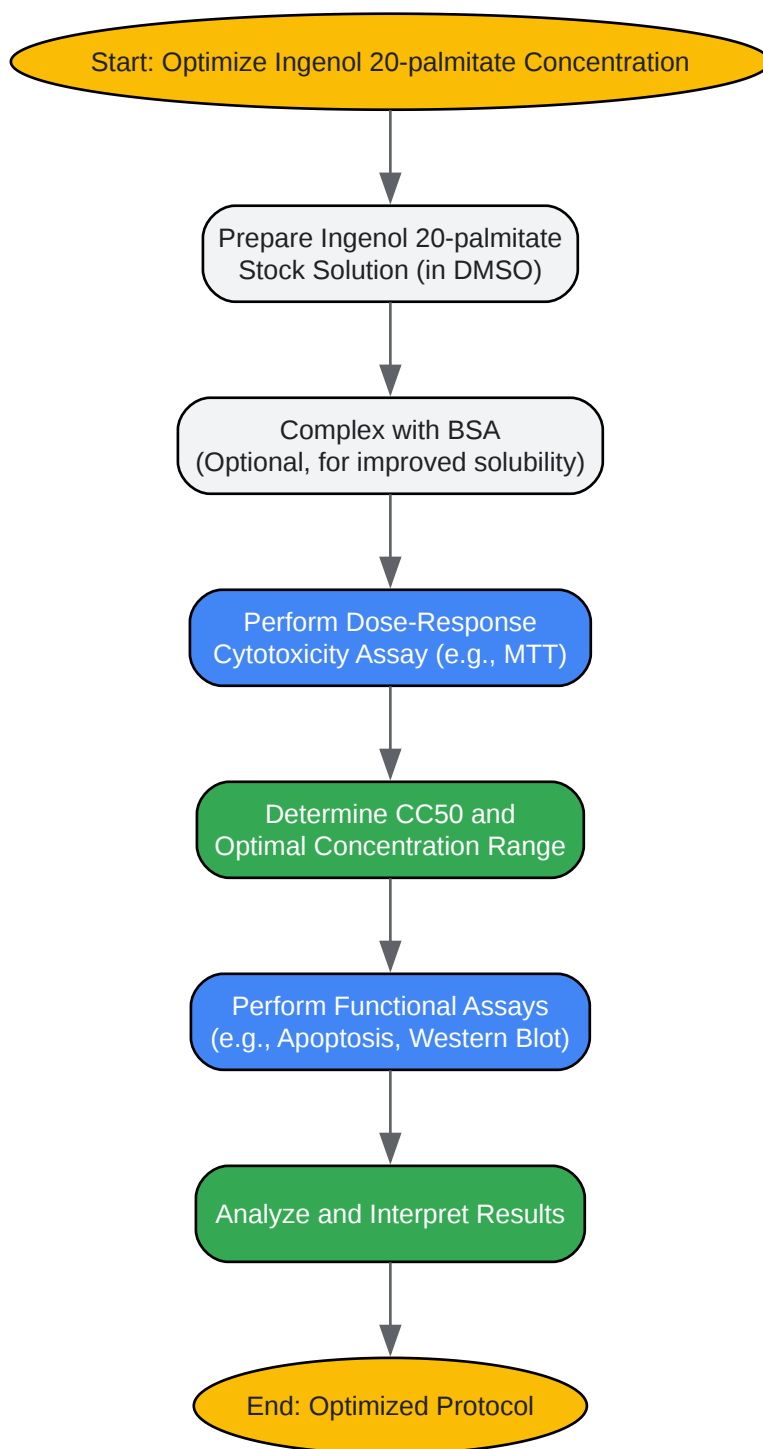 Start: Optimize Ingenol 20-palmitate Concentration
Prepare Ingenol 20-palmitate
Stock Solution (in DMSO)
Complex with BSA
(Optional, for improved solubility)
Perform Dose-Response
Cytotoxicity Assay (e.g., MTT)
Determine CC50 and
Optimal Concentration Range
Perform Functional Assays
(e.g., Apoptosis, Western Blot)
Analyze and Interpret Results
End: Optimized Protocol